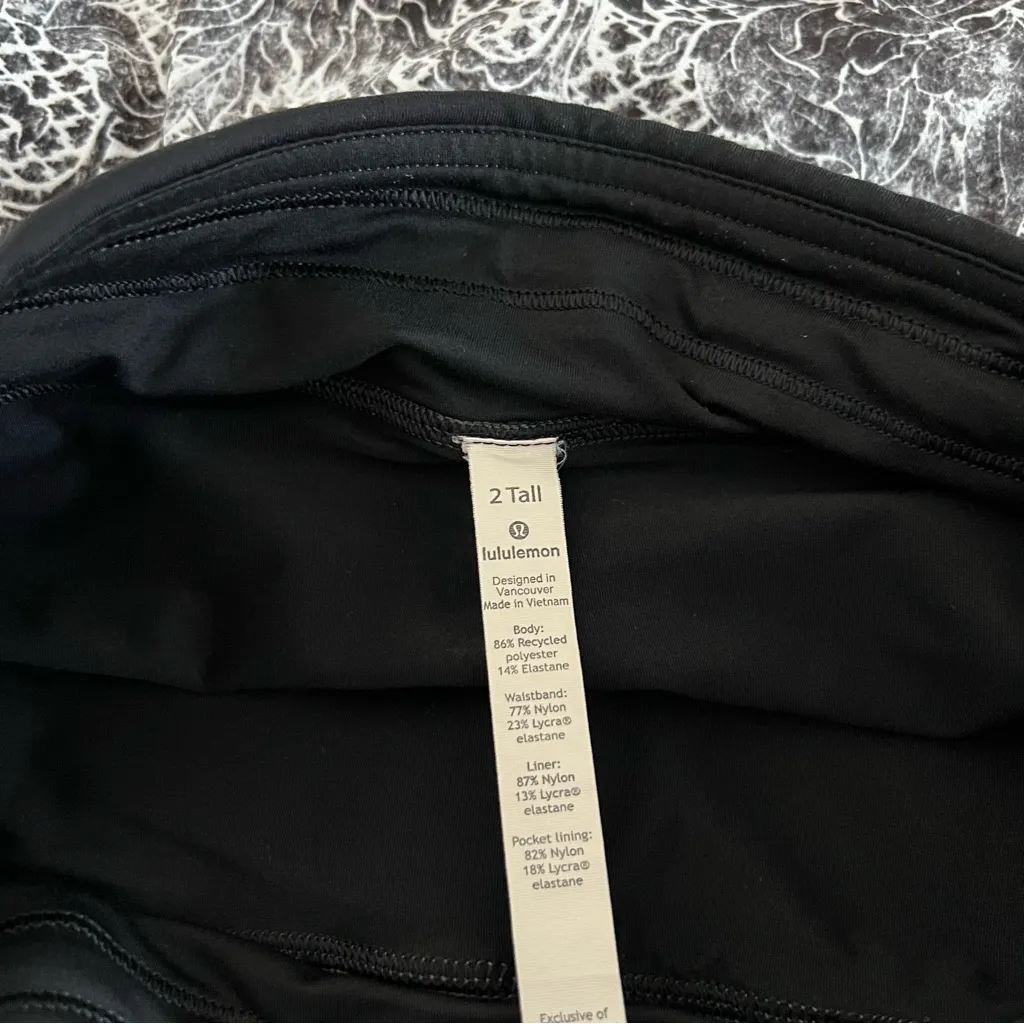 2 Tall
lululemon
Designed in
Vancouver
Made in Vietnam
Body:
86% Recycled
polyester
14% Elastane
Waistband:
77% Nylon
23% Lycra®
elastane
Liner:
87% Nylon
13% Lycra®
elastane
Pocket lining:
82% Nylon
18% Lycra®
elastane
Exclusive of